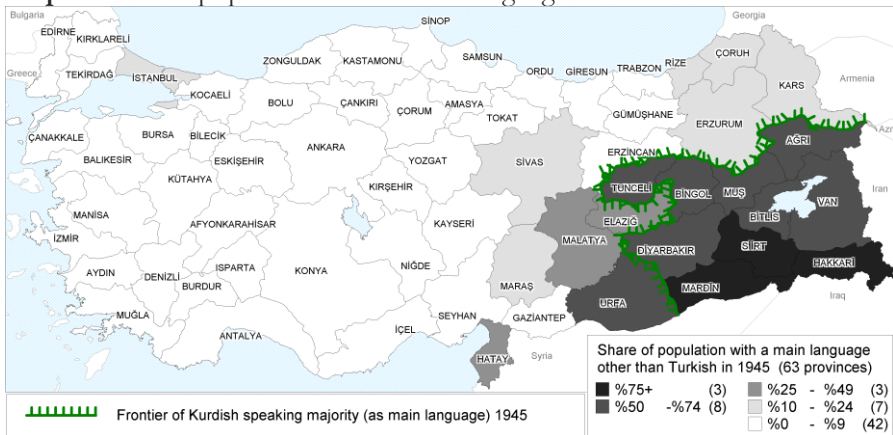 Bulgaria
Georgia
EDİRNE
KIRKLARELİ
SİNOP
ZONGULDAK
KASTAMONU
SAMSUN
ÇORUH
TEKİRDAĞ
İSTANBUL
ORDU
GİRESUN
TRABZON
RİZE
Greece
KOCAELİ
KARS
Armenia
BOLU
ÇANKIRI
ÇORUM
AMASYA
TOKAT
GÜMÜŞHANE
ERZURUM
ÇANAKKALE
BURSA
BİLECİK
ANKARA
AĞRI
Azr
BALIKESİR
ESKİŞEHİR
YOZGAT
SİVAS
ERZİNCAN
KÜTAHYA
KIRŞEHİR
TUNCELİ
BİNGOL
MUŞ
Iran
MANİSA
AFYONKARAHİSAR
KAYSERİ
ELAZIĞ
BİTLİS
VAN
İZMİR
MALATYA
DİYARBAKIR
SİİRT
AYDIN
DENİZLİ
ISPARTA
KONYA
NİĞDE
HAKKARİ
BURDUR
MARAŞ
MARDİN
URFA
MUĞLA
ANTALYA
İÇEL
SEYHAN
GAZİANTEP
Iraq
HATAY
Syria
Share of population with a main language
other than Turkish in 1945 (63 provinces)
%75+ (3) %25 - %49 (3)
%50 -%74 (8) %10 - %24 (7)
%0 - %9 (42)
Frontier of Kurdish speaking majority (as main language) 1945